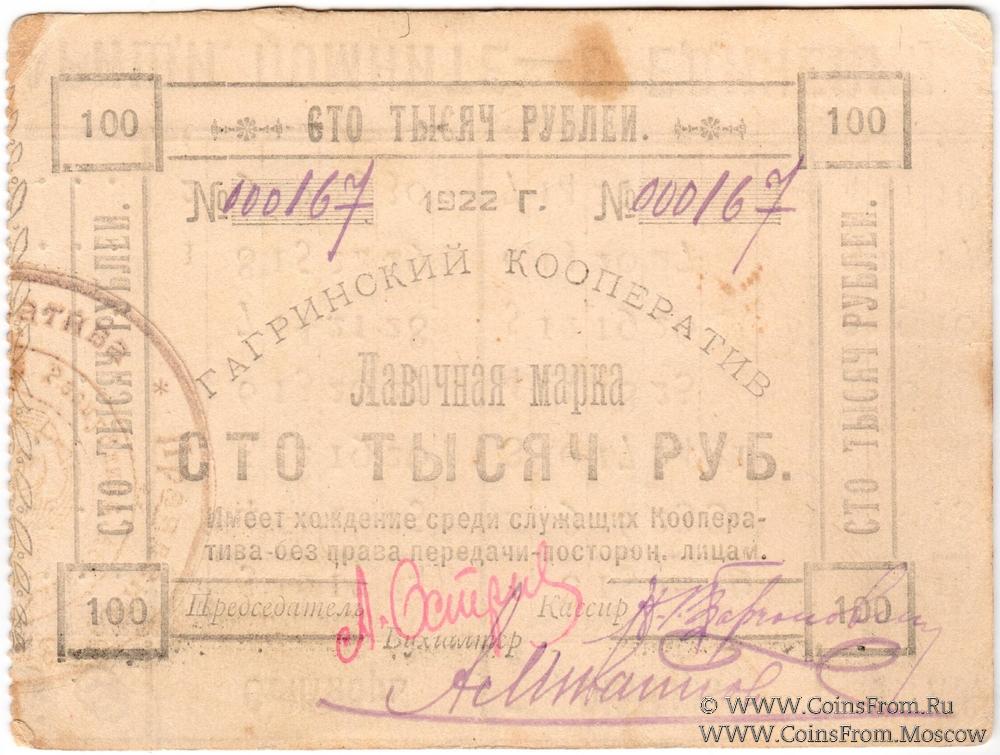 100 СТО ТЫСЯЧ РУБЛЕЙ. 100
№ 000167 1922 Г. № 000167
СТО ТЫСЯЧ РУБЛЕЙ.
СТО ТЫСЯЧ РУБЛЕЙ.
ГАГРИНСКИЙ КООПЕРАТИВ
Лавочная марка
СТО ТЫСЯЧ РУБ.
Имеет хождение среди служащих Коопера-
тива-без права передачи-посторон. лицам.
100 Председатель Кассир 100
Бухгалтер
© WWW.CoinsFrom.Ru
WWW.CoinsFrom.Moscow